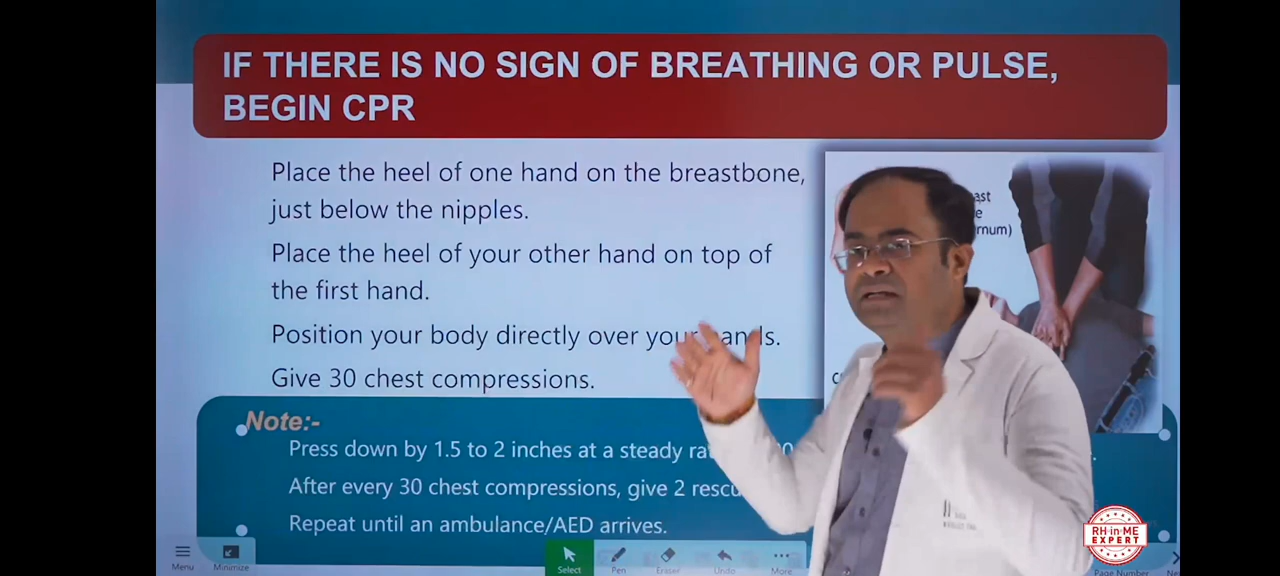 IF THERE IS NO SIGN OF BREATHING OR PULSE,
BEGIN CPR
Place the heel of one hand on the breastbone,
just below the nipples.
Place the heel of your other hand on top of
the first hand.
Position your body directly over your hands.
Give 30 chest compressions.
Note:-
Press down by 1.5 to 2 inches at a steady
After every 30 chest compressions, give 2
Repeat until an ambulance/AED arrives.
Menu
Minimize
Select
Pen
Eraser
Undo
More
Page Number
RH-in-ME
EXPERT